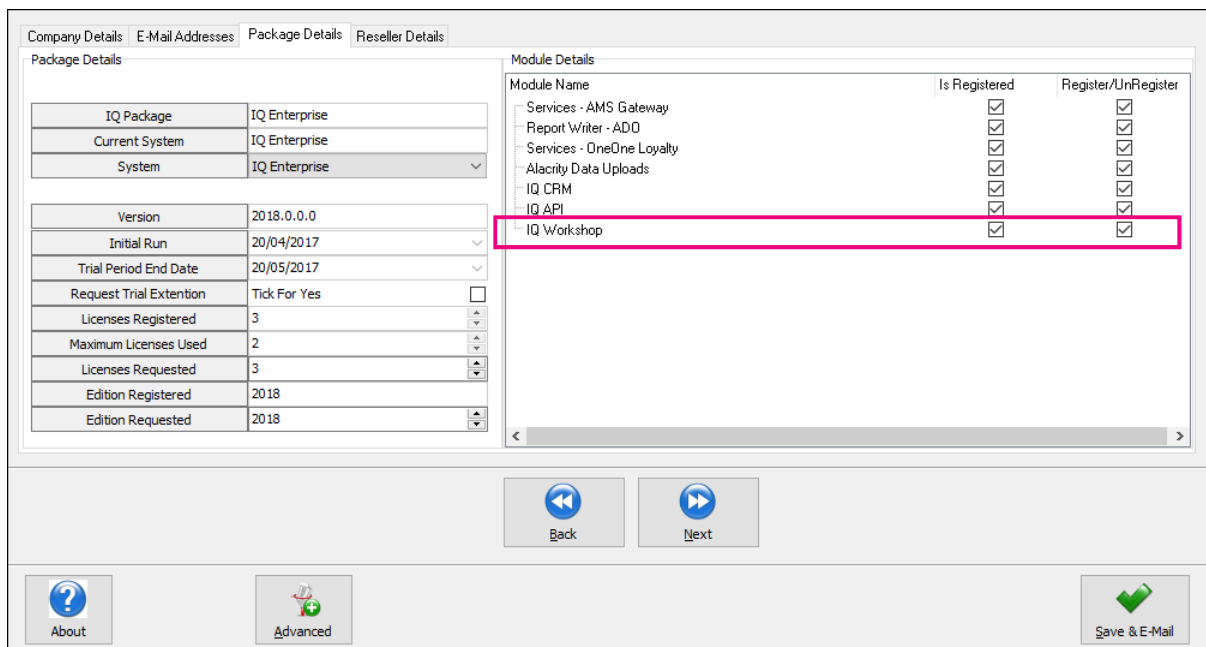 Company Details E-Mail Addresses Package Details Reseller Details
Package Details
IQ Package IQ Enterprise
Current System IQ Enterprise
System IQ Enterprise
Version 2018.0.0.0
Initial Run 20/04/2017
Trial Period End Date 20/05/2017
Request Trial Extention Tick For Yes
Licenses Registered 3
Maximum Licenses Used 2
Licenses Requested 3
Edition Registered 2018
Edition Requested 2018
Module Details
Module Name Is Registered Register/UnRegister
Services - AMS Gateway
Report Writer - ADO
Services - OneOne Loyalty
Alacrity Data Uploads
IQ CRM
IQ API
IQ Workshop
Back Next
About Advanced Save & E-Mail